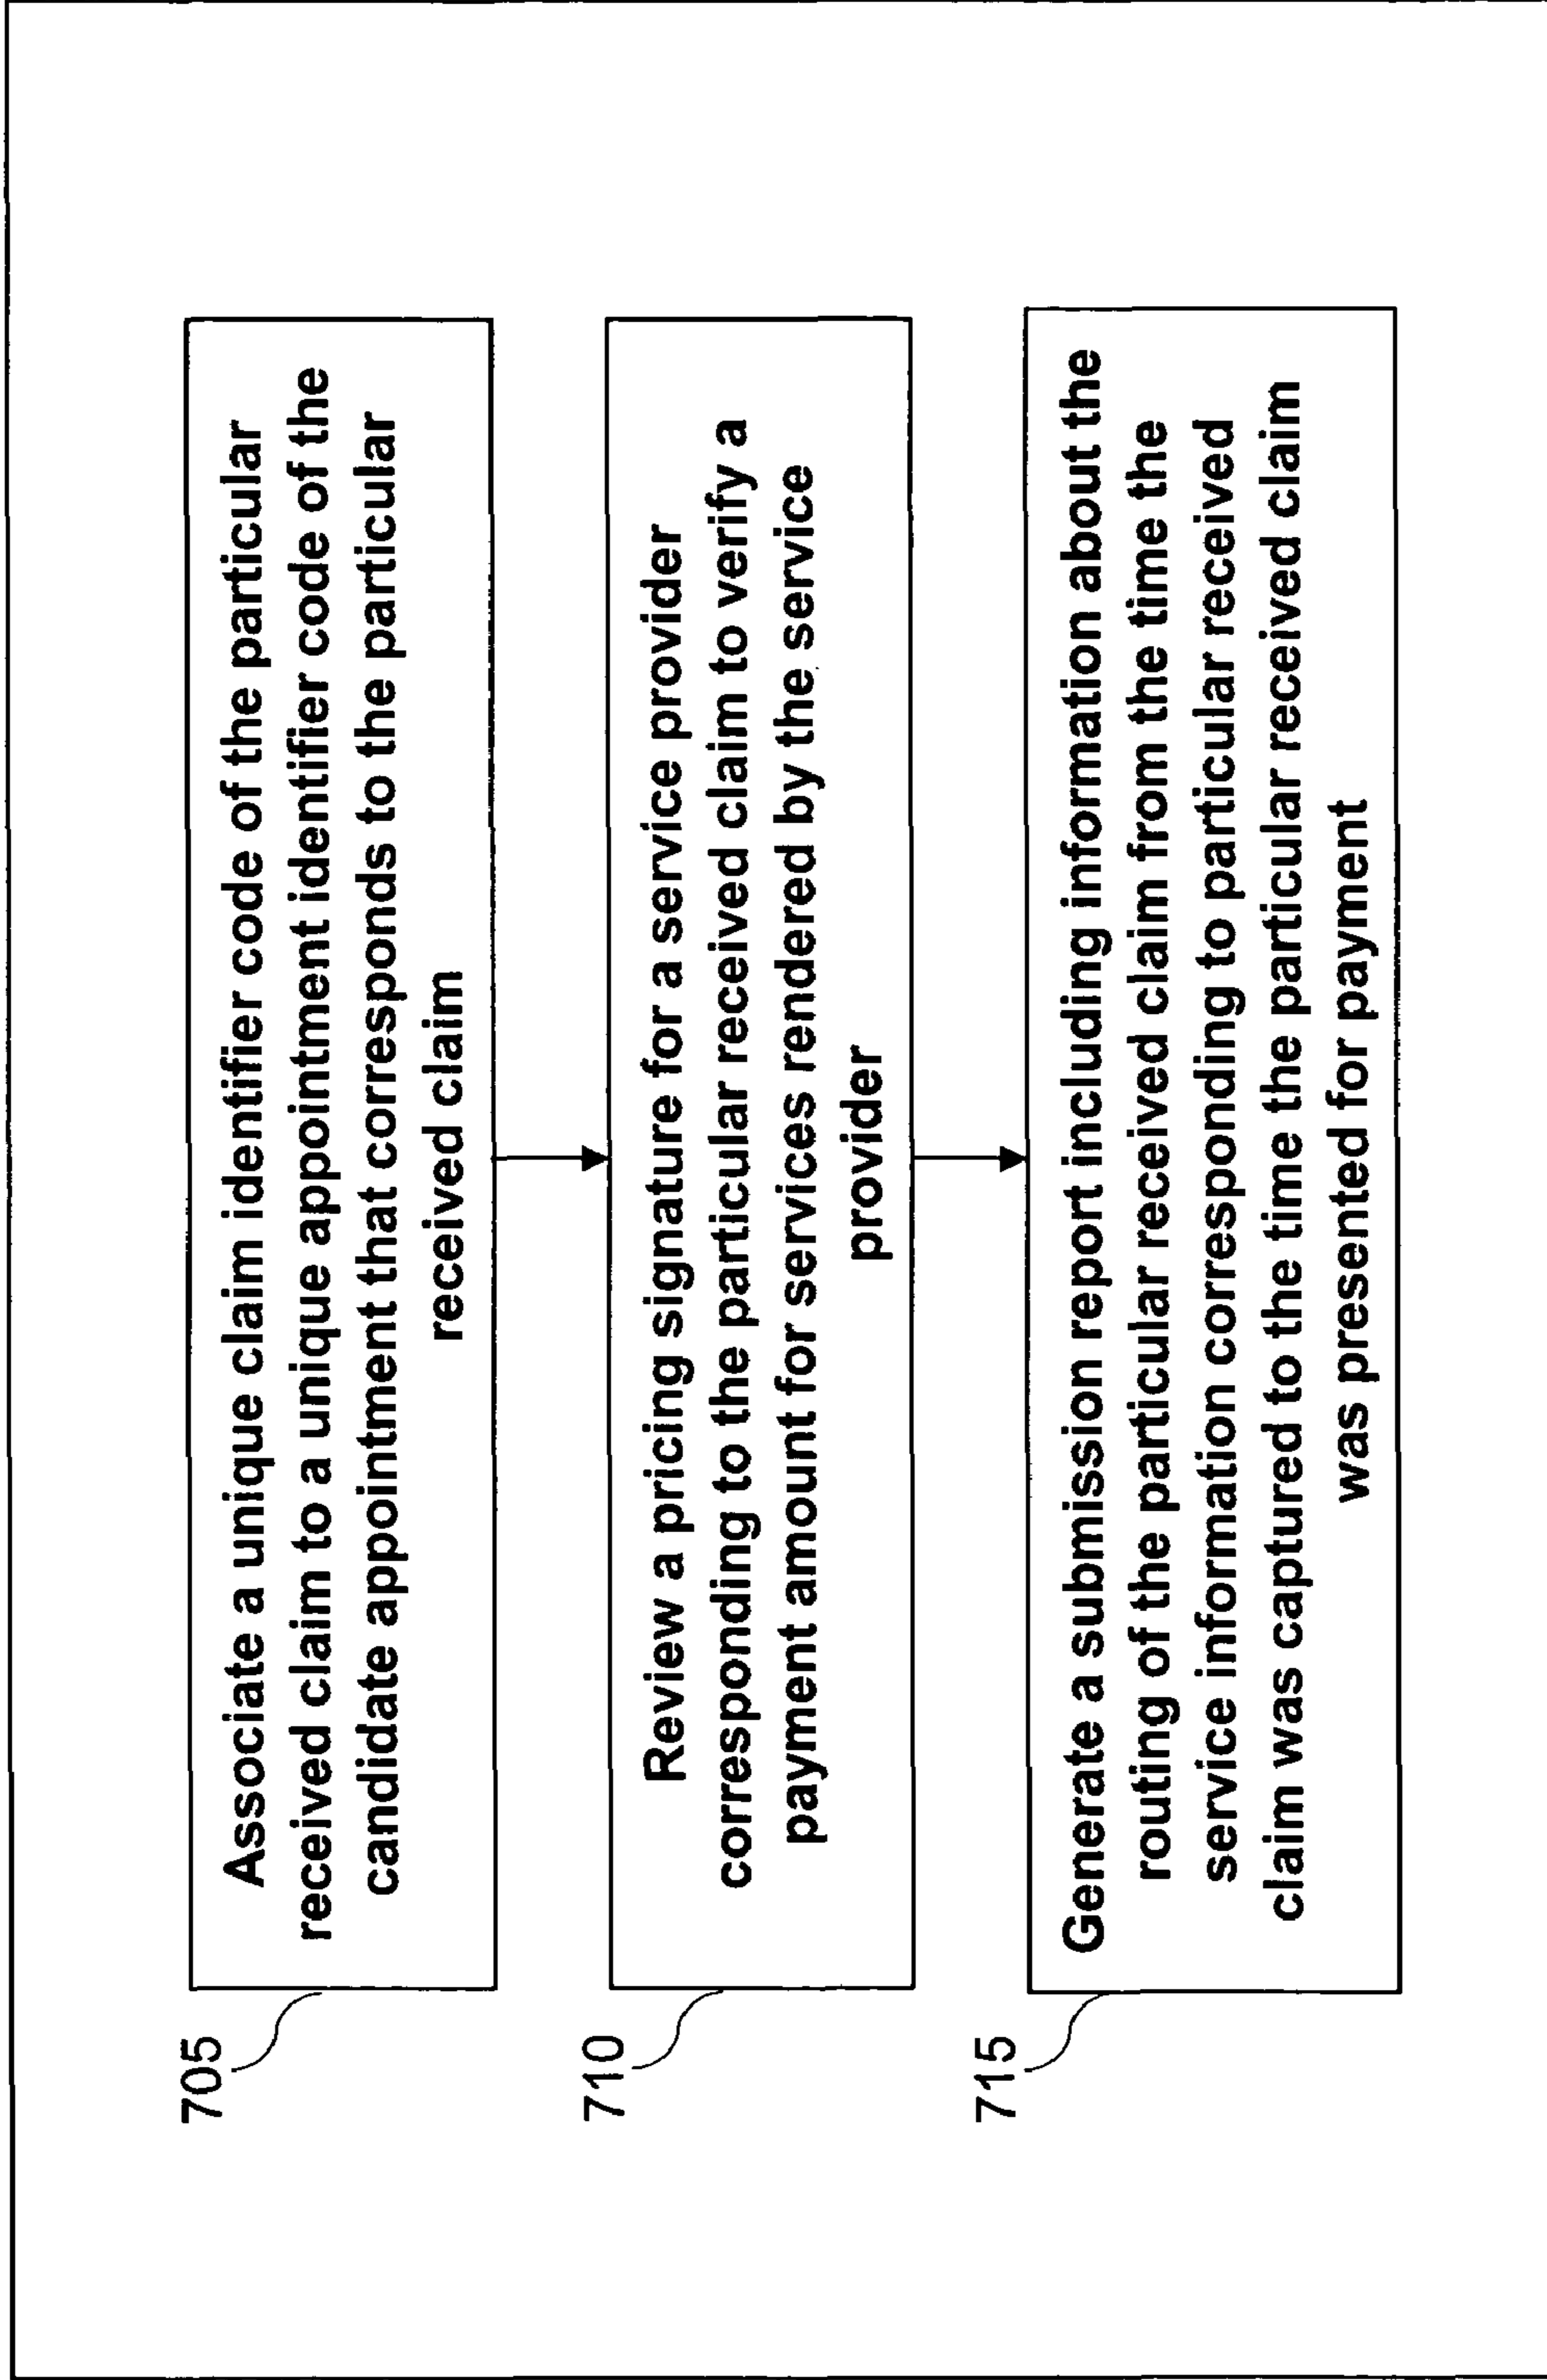 705
Associate a unique claim identifier code of the particular
received claim to a unique appointment identifier code of the
candidate appointment that corresponds to the particular
received claim
710
Review a pricing signature for a service provider
corresponding to the particular received claim to verify a
payment amount for services rendered by the service
provider
715
Generate a submission report including information about the
routing of the particular received claim from the time the
service information corresponding to particular received
claim was captured to the time the particular received claim
was presented for payment